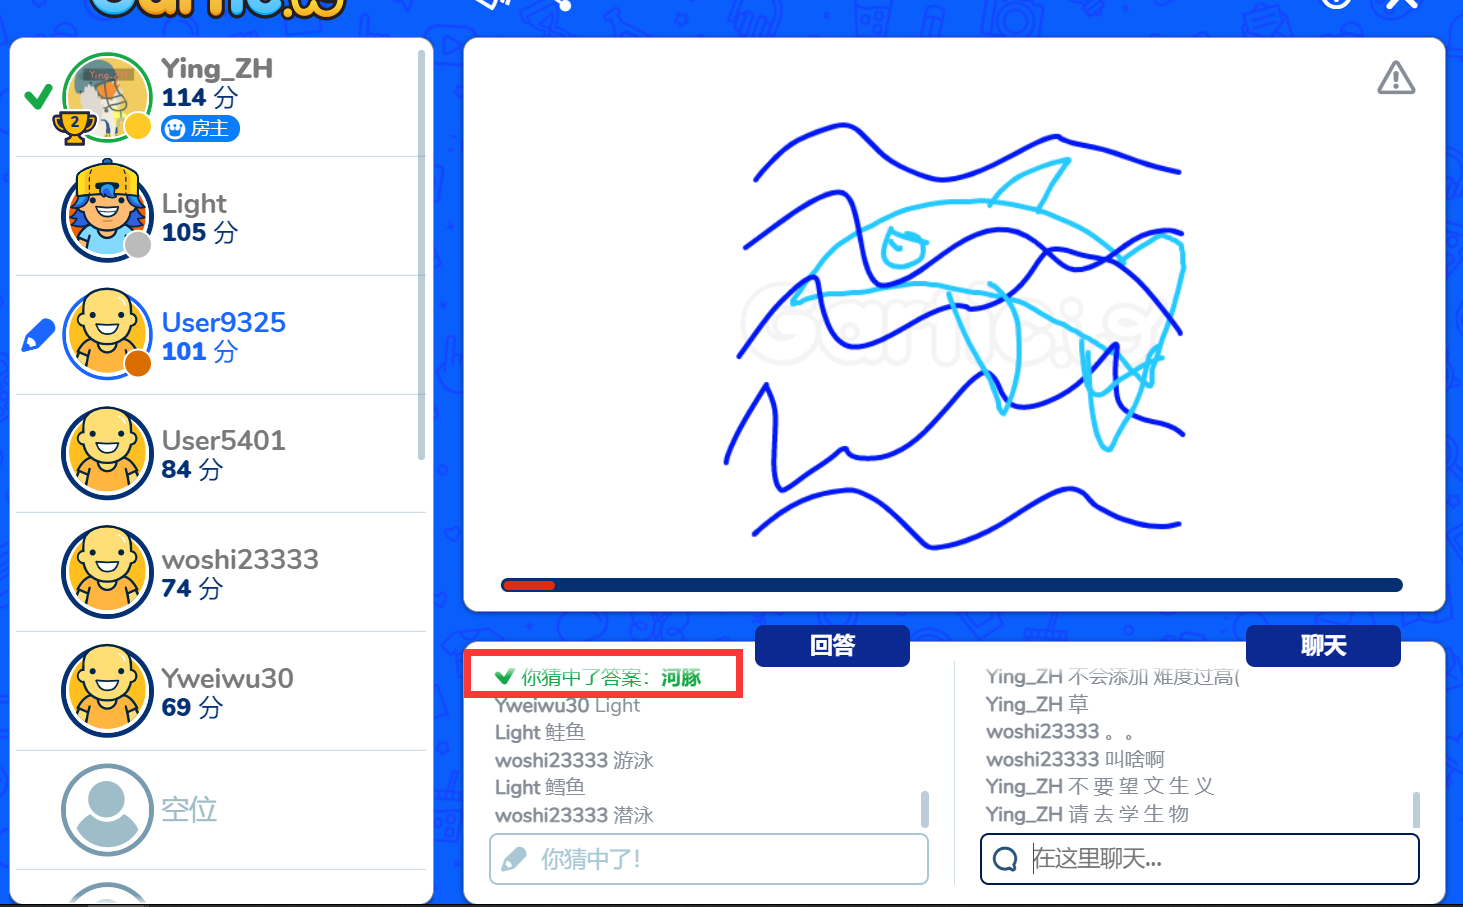 Gartic.io
Ying_ZH
114 分
2
房主
Light
105 分
User9325
101 分
User5401
84 分
woshi23333
74 分
Yweiwu30
69 分
空位
回答
你猜中了答案：河豚
Yweiwu30 Light
Light 鲑鱼
woshi23333 游泳
Light 鳕鱼
woshi23333 潜泳
你猜中了！
聊天
Ying_ZH 不会添加 难度过高(
Ying_ZH 草
woshi23333 。。
woshi23333 叫啥啊
Ying_ZH 不 要 望 文 生 义
Ying_ZH 请 去 学 生 物
在这里聊天...